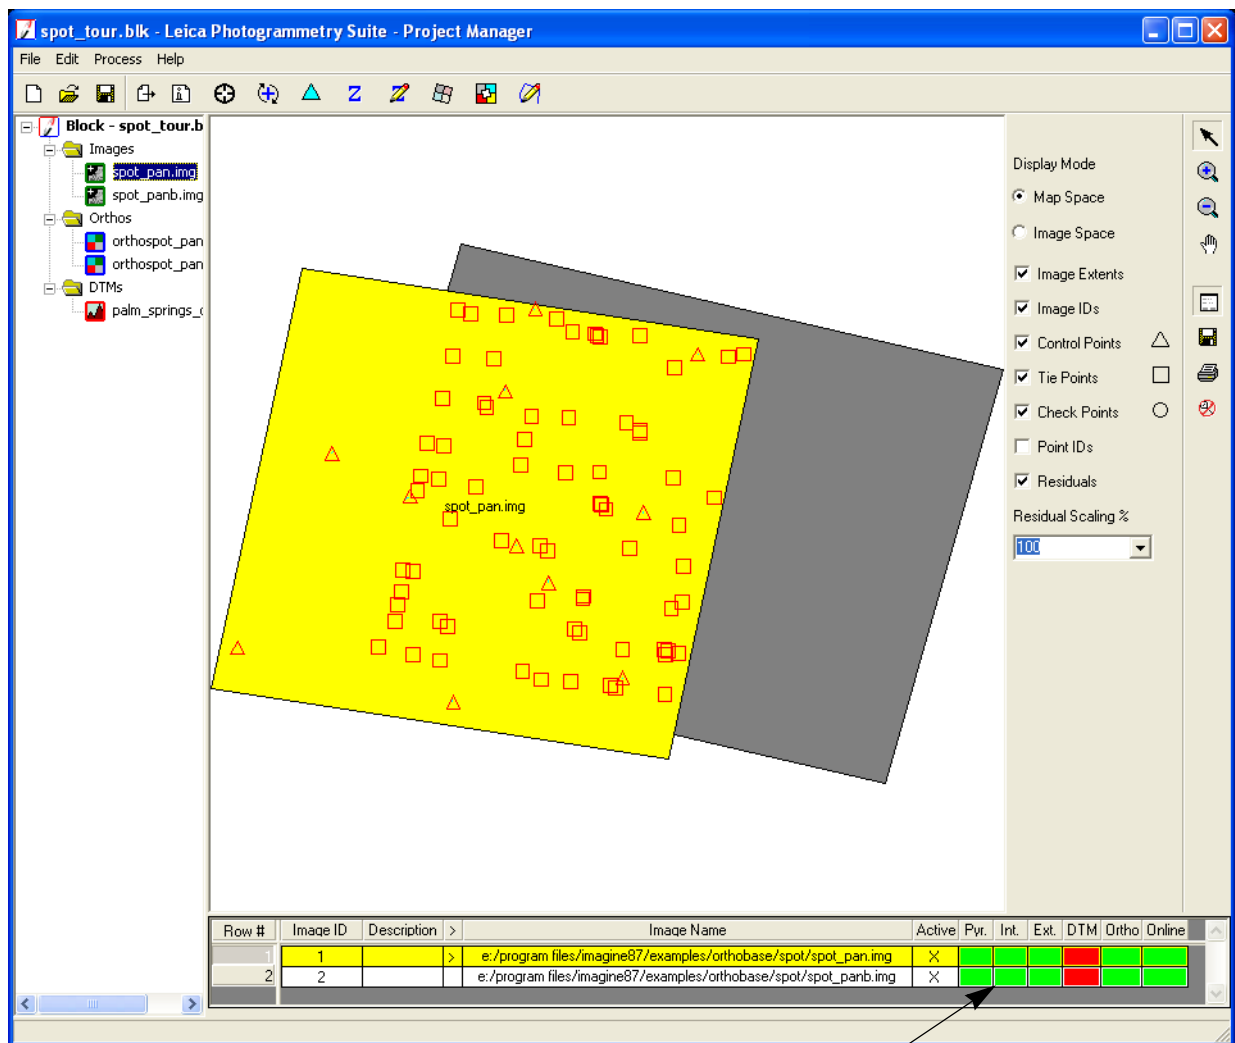 spot_tour.blk - Leica Photogrammetry Suite - Project Manager
File Edit Process Help
Block - spot_tour.b
Images
spot_pan.img
spot_panb.img
Orthos
orthospot_pan
orthospot_pan
DTMs
palm_springs_
spot_pan.img
Display Mode
Map Space
Image Space
Image Extents
Image IDs
Control Points
Tie Points
Check Points
Point IDs
Residuals
Residual Scaling %
100
Row # Image ID Description > Image Name Active Pyr. Int. Ext. DTM Ortho Online
1 1 > e:/program files/imagine87/examples/orthobase/spot/spot_pan.img X
2 2 e:/program files/imagine87/examples/orthobase/spot/spot_panb.img X